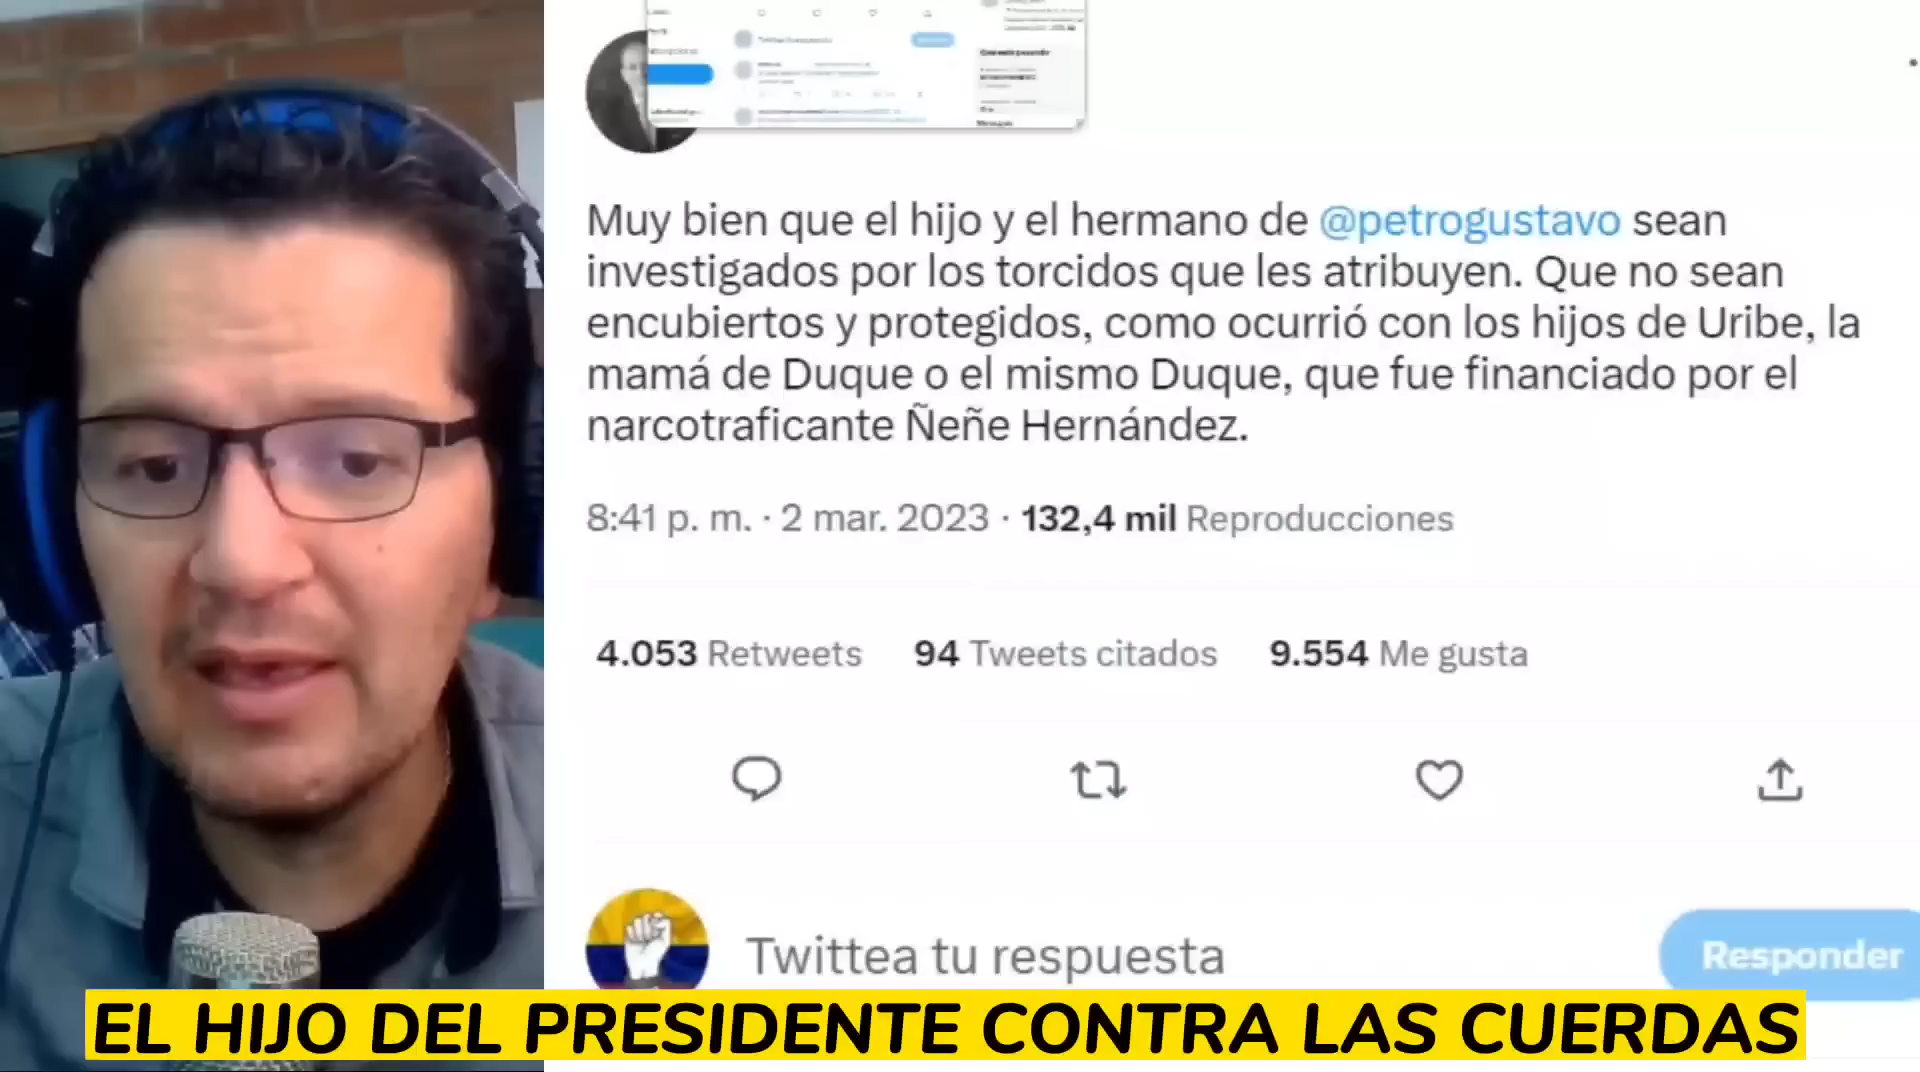 Muy bien que el hijo y el hermano de @petrogustavo sean
investigados por los torcidos que les atribuyen. Que no sean
encubiertos y protegidos, como ocurrió con los hijos de Uribe, la
mamá de Duque o el mismo Duque, que fue financiado por el
narcotraficante Ñeñe Hernández.
8:41 p. m. · 2 mar. 2023 · 132,4 mil Reproducciones
4.053 Retweets 94 Tweets citados 9.554 Me gusta
Twittea tu respuesta
Responder
EL HIJO DEL PRESIDENTE CONTRA LAS CUERDAS